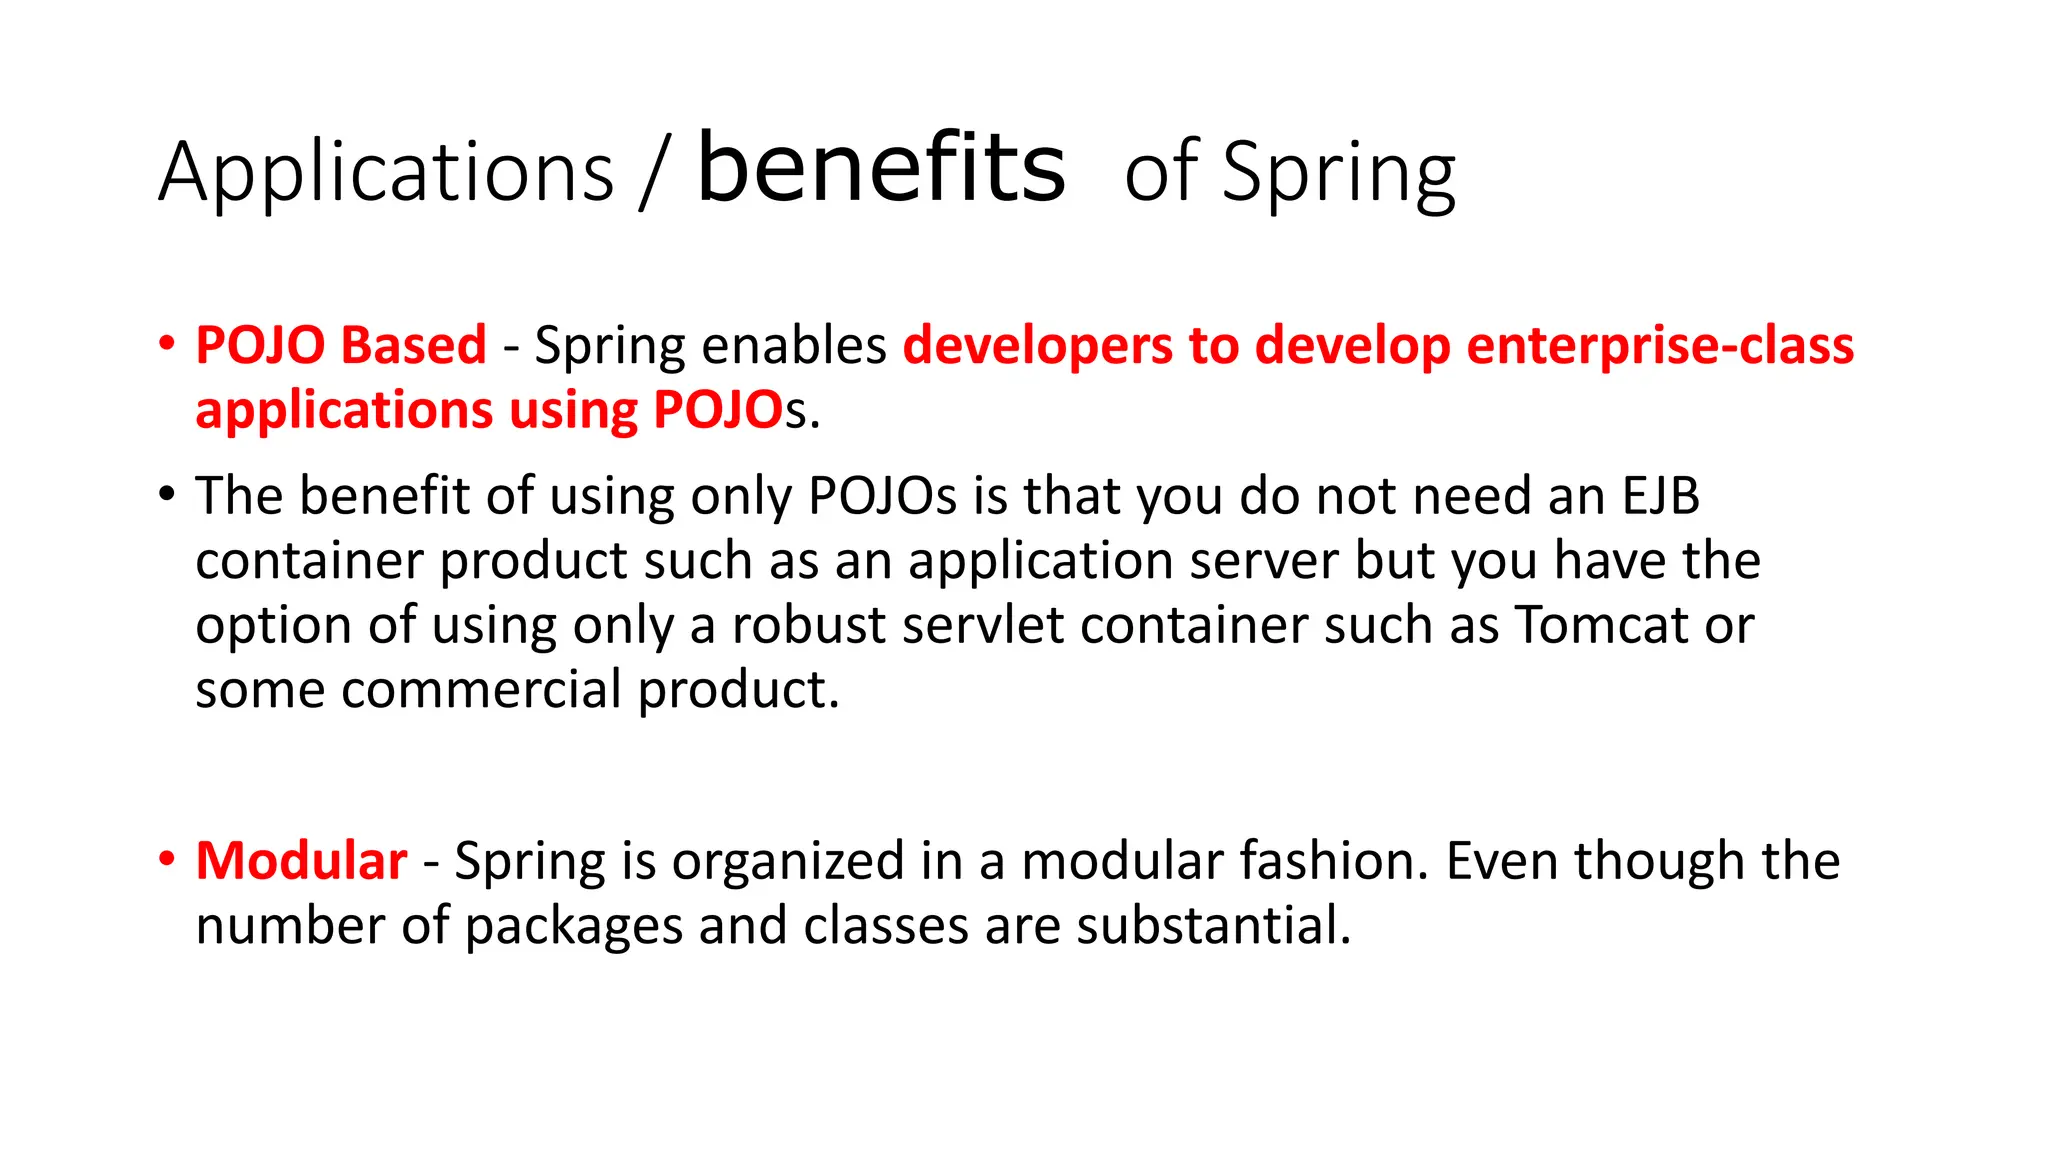 Applications / benefits of Spring
• POJO Based - Spring enables developers to develop enterprise-class
applications using POJOs.
• The benefit of using only POJOs is that you do not need an EJB
container product such as an application server but you have the
option of using only a robust servlet container such as Tomcat or
some commercial product.
• Modular - Spring is organized in a modular fashion. Even though the
number of packages and classes are substantial.